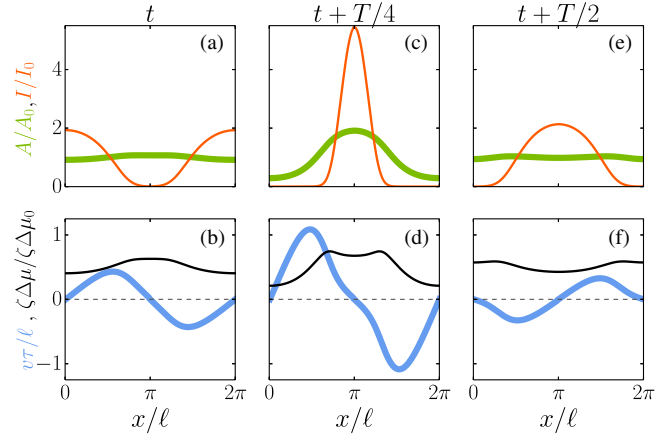 t
t + T/4
t + T/2
(a)
(c)
(e)
A/A₀, I/I₀
4
2
0
(b)
(d)
(f)
vτ/ℓ , ζΔμ/ζΔμ₀
1
0
−1
0 π 2π
0 π 2π
0 π 2π
x/ℓ
x/ℓ
x/ℓ